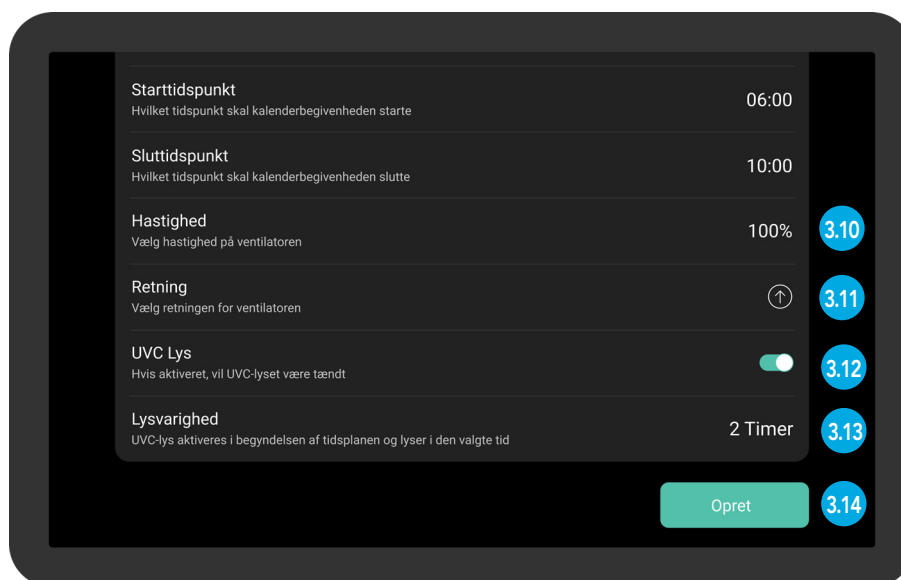 Starttidspunkt
06:00
Hvilket tidspunkt skal kalenderbegivenheden starte
Sluttidspunkt
10:00
Hvilket tidspunkt skal kalenderbegivenheden slutte
Hastighed
100%
3.10
Vælg hastighed på ventilatoren
Retning
3.11
Vælg retningen for ventilatoren
UVC Lys
3.12
Hvis aktiveret, vil UVC-lyset være tændt
Lysvarighed
2 Timer
3.13
UVC-lys aktiveres i begyndelsen af tidsplanen og lyser i den valgte tid
Opret
3.14